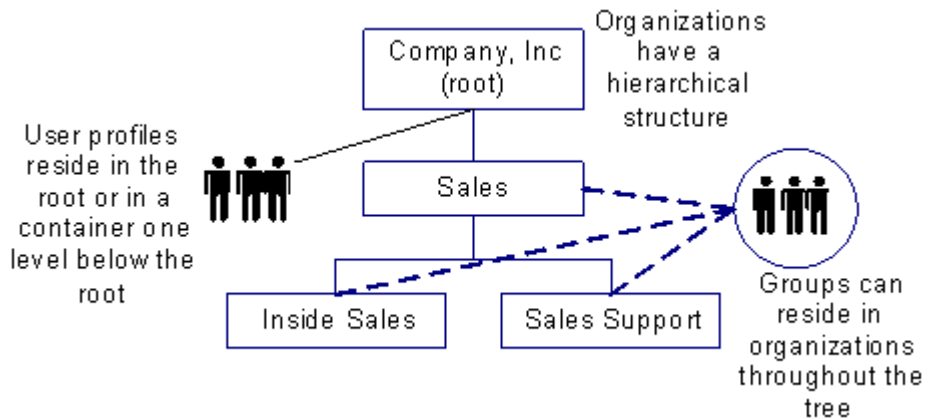 Company, Inc
(root)
Organizations
have a
hierarchical
structure
User profiles
reside in the
root or in a
container one
level below the
root
Sales
Inside Sales
Sales Support
Groups can
reside in
organizations
throughout the
tree